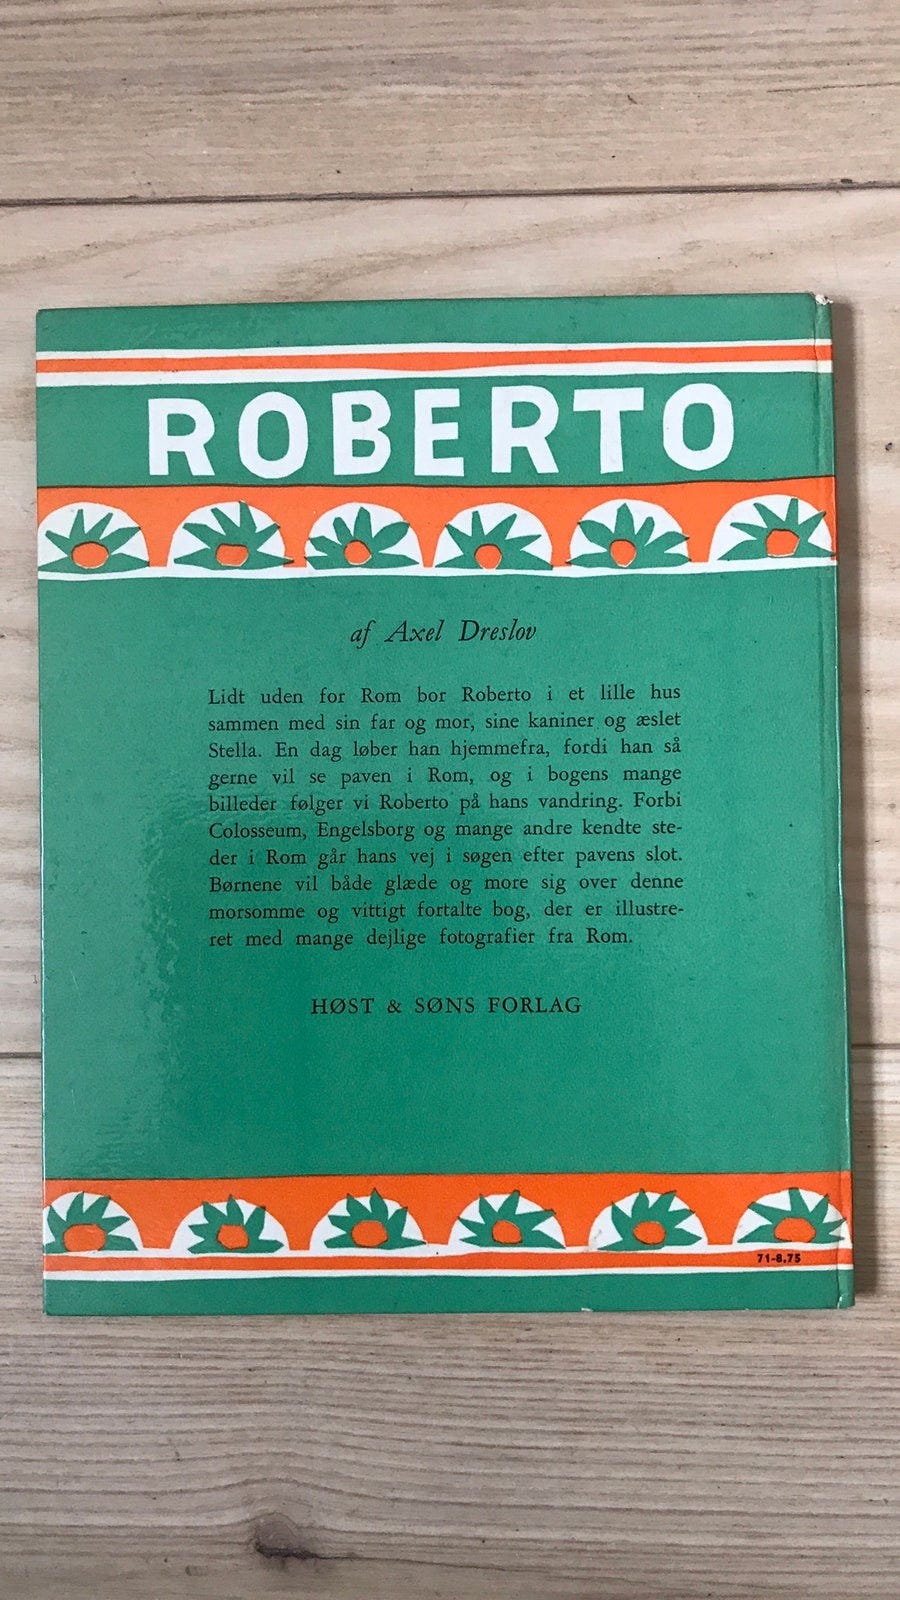 ROBERTO
af Axel Dreslov
Lidt uden for Rom bor Roberto i et lille hus
sammen med sin far og mor, sine kaniner og æslet
Stella. En dag løber han hjemmefra, fordi han så
gerne vil se paven i Rom, og i bogens mange
billeder følger vi Roberto på hans vandring. Forbi
Colosseum, Engelsborg og mange andre kendte ste-
der i Rom går hans vej i søgen efter pavens slot.
Børnene vil både glæde og more sig over denne
morsomme og vittigt fortalte bog, der er illustre-
ret med mange dejlige fotografier fra Rom.
HØST & SØNS FORLAG
71-8,75